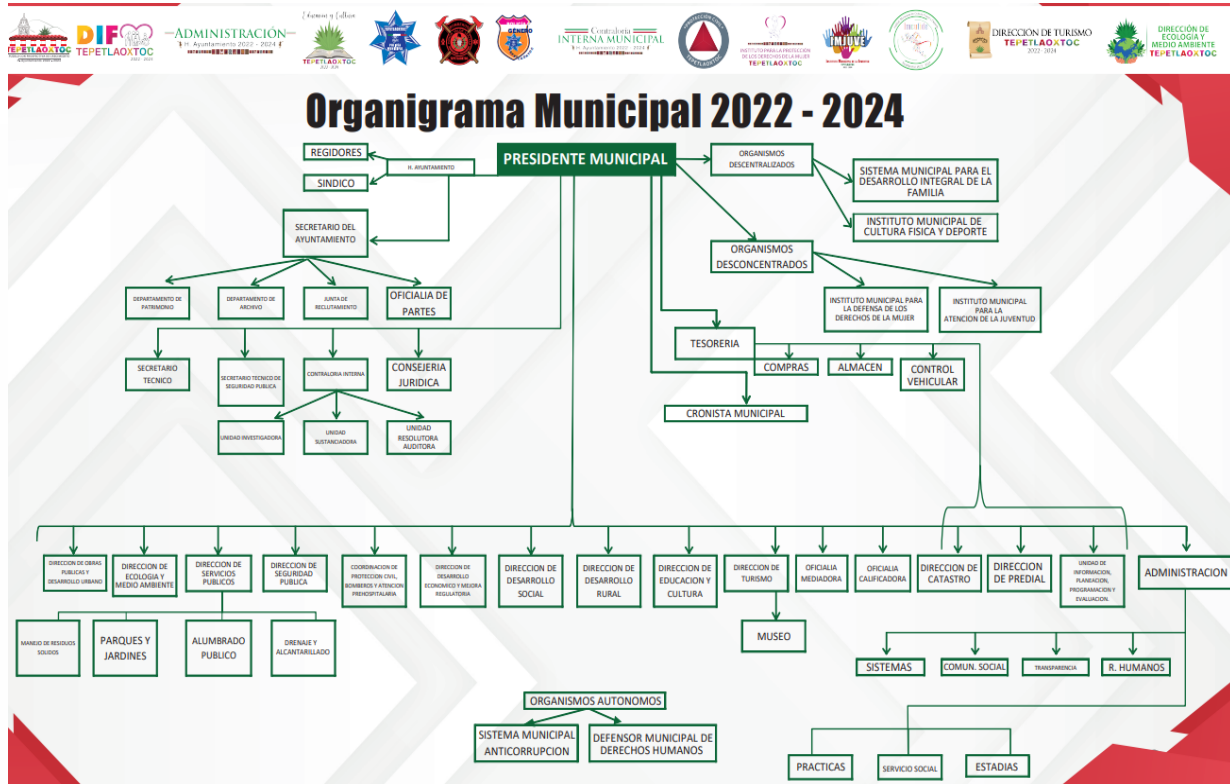 TEPETLAOXTOC
DIF
TEPETLAOXTOC
ADMINISTRACIÓN
H. Ayuntamiento 2022 - 2024
Educación y Cultura
TEPETLAOXTOC
GÉNERO
Contraloría
INTERNA MUNICIPAL
H. Ayuntamiento 2022 - 2024
TEPETLAOXTOC
INSTITUTO PARA LA PROTECCIÓN
DE LOS DERECHOS DE LA MUJER
TEPETLAOXTOC
IMJUVE
DIRECCIÓN DE TURISMO
TEPETLAOXTOC
2022 - 2024
DIRECCIÓN DE
ECOLOGÍA Y
MEDIO AMBIENTE
TEPETLAOXTOC
Organigrama Municipal 2022 - 2024
REGIDORES
H. AYUNTAMIENTO
SINDICO
PRESIDENTE MUNICIPAL
ORGANISMOS
DESCENTRALIZADOS
SISTEMA MUNICIPAL PARA EL
DESARROLLO INTEGRAL DE LA
FAMILIA
INSTITUTO MUNICIPAL DE
CULTURA FISICA Y DEPORTE
SECRETARIO DEL
AYUNTAMIENTO
ORGANISMOS
DESCONCENTRADOS
DEPARTAMENTO DE
PATRIMONIO
DEPARTAMENTO DE
ARCHIVO
JUNTA DE
RECLUTAMIENTO
OFICIALIA DE
PARTES
INSTITUTO MUNICIPAL PARA
LA DEFENSA DE LOS
DERECHOS DE LA MUJER
INSTITUTO MUNICIPAL
PARA LA
ATENCION DE LA JUVENTUD
TESORERIA
SECRETARIO
TECNICO
SECRETARIO TECNICO DE
SEGURIDAD PUBLICA
CONTRALORIA INTERNA
CONSEJERIA
JURIDICA
COMPRAS
ALMACEN
CONTROL
VEHICULAR
CRONISTA MUNICIPAL
UNIDAD INVESTIGADORA
UNIDAD
SUSTANCIADORA
UNIDAD
RESOLUTORA
AUDITORA
DIRECCION DE OBRAS
PUBLICAS Y
DESARROLLO URBANO
DIRECCION DE
ECOLOGIA Y
MEDIO AMBIENTE
DIRECCION DE
SERVICIOS
PUBLICOS
DIRECCION DE
SEGURIDAD
PUBLICA
COORDINACION DE
PROTECCION CIVIL,
BOMBEROS Y ATENCION
PREHOSPITALARIA
DIRECCION DE
DESARROLLO
ECONOMICO Y MEJORA
REGULATORIA
DIRECCION DE
DESARROLLO
SOCIAL
DIRECCION DE
DESARROLLO
RURAL
DIRECCION DE
EDUCACION Y
CULTURA
DIRECCION DE
TURISMO
OFICIALIA
MEDIADORA
OFICIALIA
CALIFICADORA
DIRECCION DE
CATASTRO
DIRECCION
DE PREDIAL
UNIDAD DE
INFORMACION,
PLANEACION,
PROGRAMACION Y
EVALUACION.
ADMINISTRACION
MANEJO DE RESIDUOS
SOLIDOS
PARQUES Y
JARDINES
ALUMBRADO
PUBLICO
DRENAJE Y
ALCANTARILLADO
MUSEO
SISTEMAS
COMUN. SOCIAL
TRANSPARENCIA
R. HUMANOS
ORGANISMOS AUTONOMOS
SISTEMA MUNICIPAL
ANTICORRUPCION
DEFENSOR MUNICIPAL DE
DERECHOS HUMANOS
PRACTICAS
SERVICIO SOCIAL
ESTADIAS